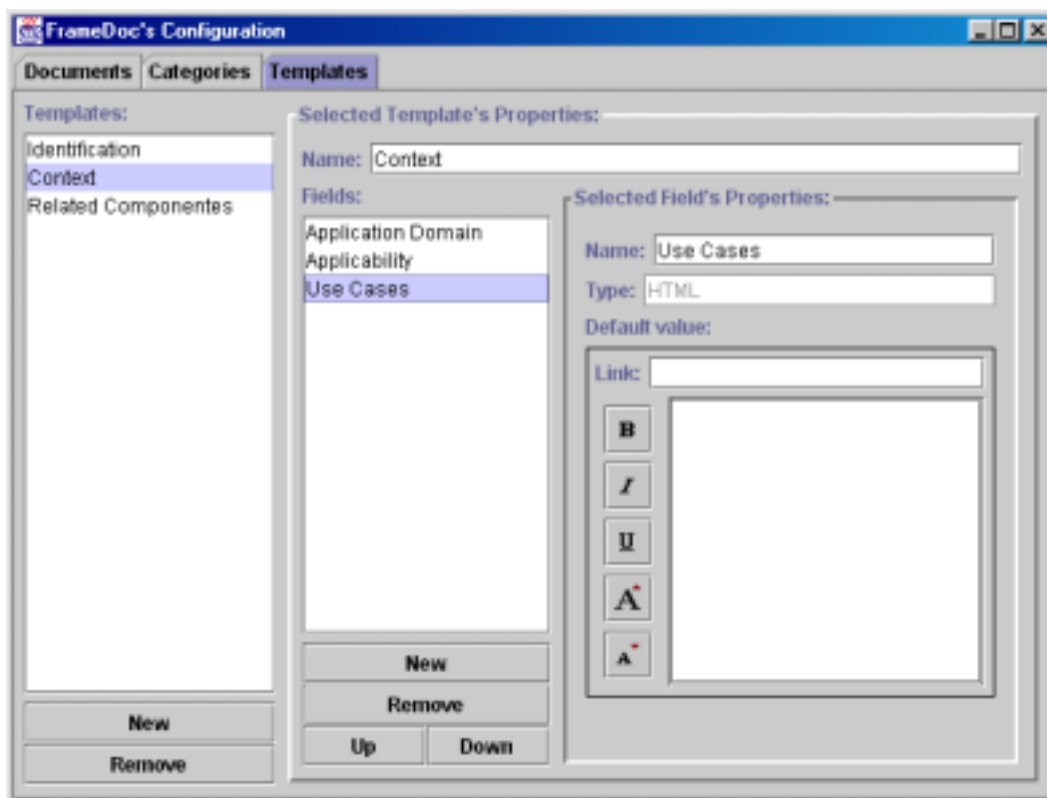 FrameDoc's Configuration
Documents Categories Templates
Templates:
Identification
Context
Related Componentes
New
Remove
Selected Template's Properties:
Name: Context
Fields:
Application Domain
Applicability
Use Cases
New
Remove
Up Down
Selected Field's Properties:
Name: Use Cases
Type: HTML
Default value:
Link:
B
I
U
A
A